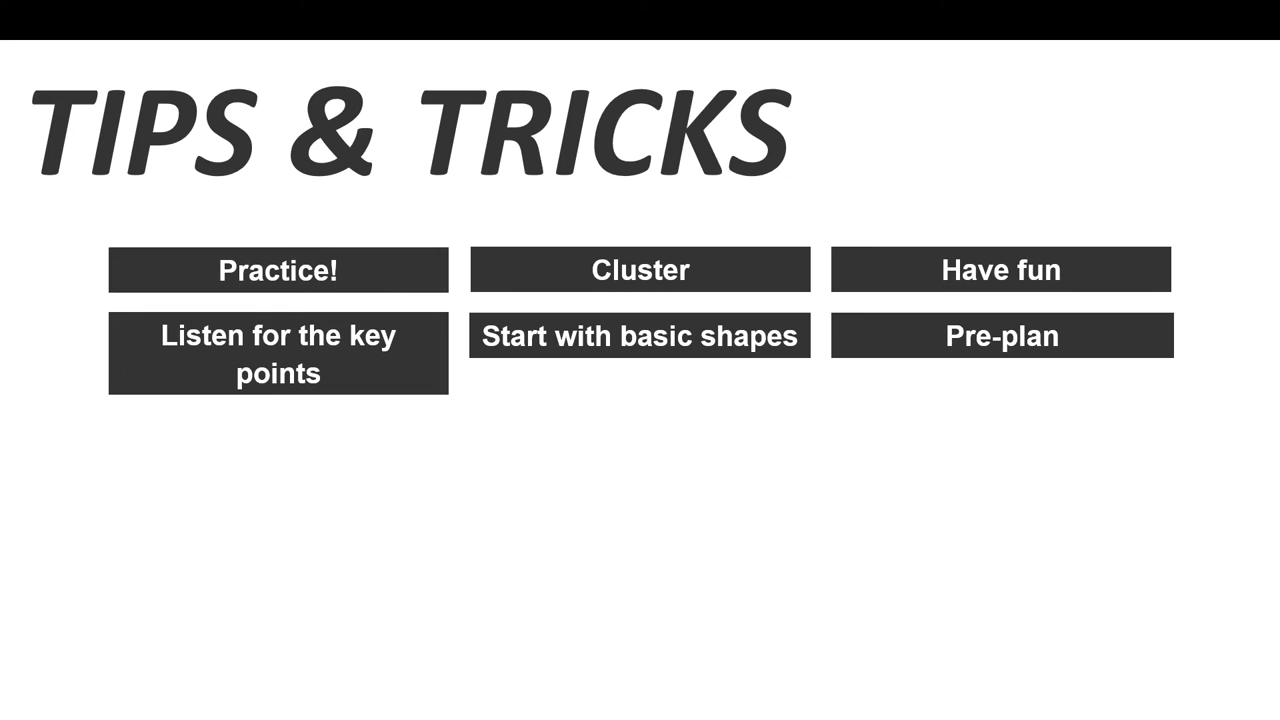 TIPS & TRICKS
Practice!
Cluster
Have fun
Listen for the key
points
Start with basic shapes
Pre-plan